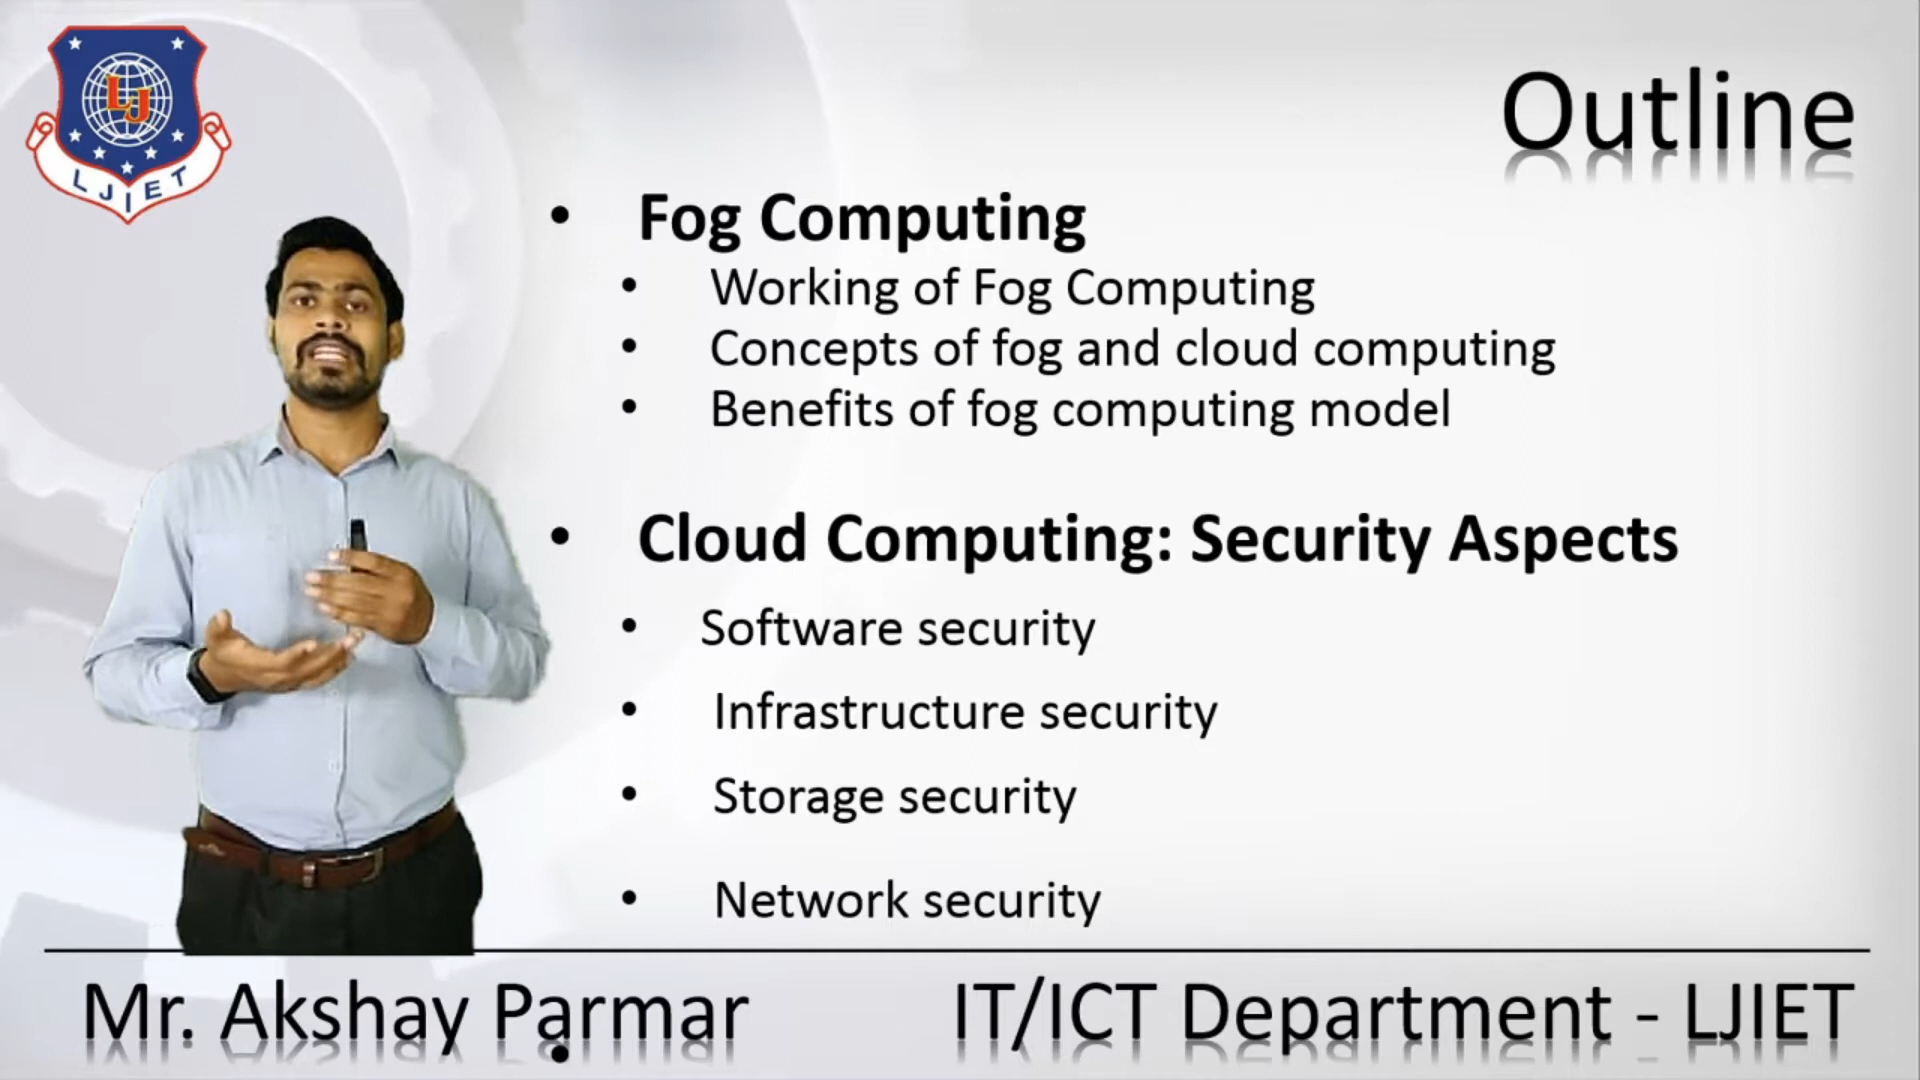 LJ
LJIET
Outline
• Fog Computing
• Working of Fog Computing
• Concepts of fog and cloud computing
• Benefits of fog computing model
• Cloud Computing: Security Aspects
• Software security
• Infrastructure security
• Storage security
• Network security
Mr. Akshay Parmar
IT/ICT Department - LJIET